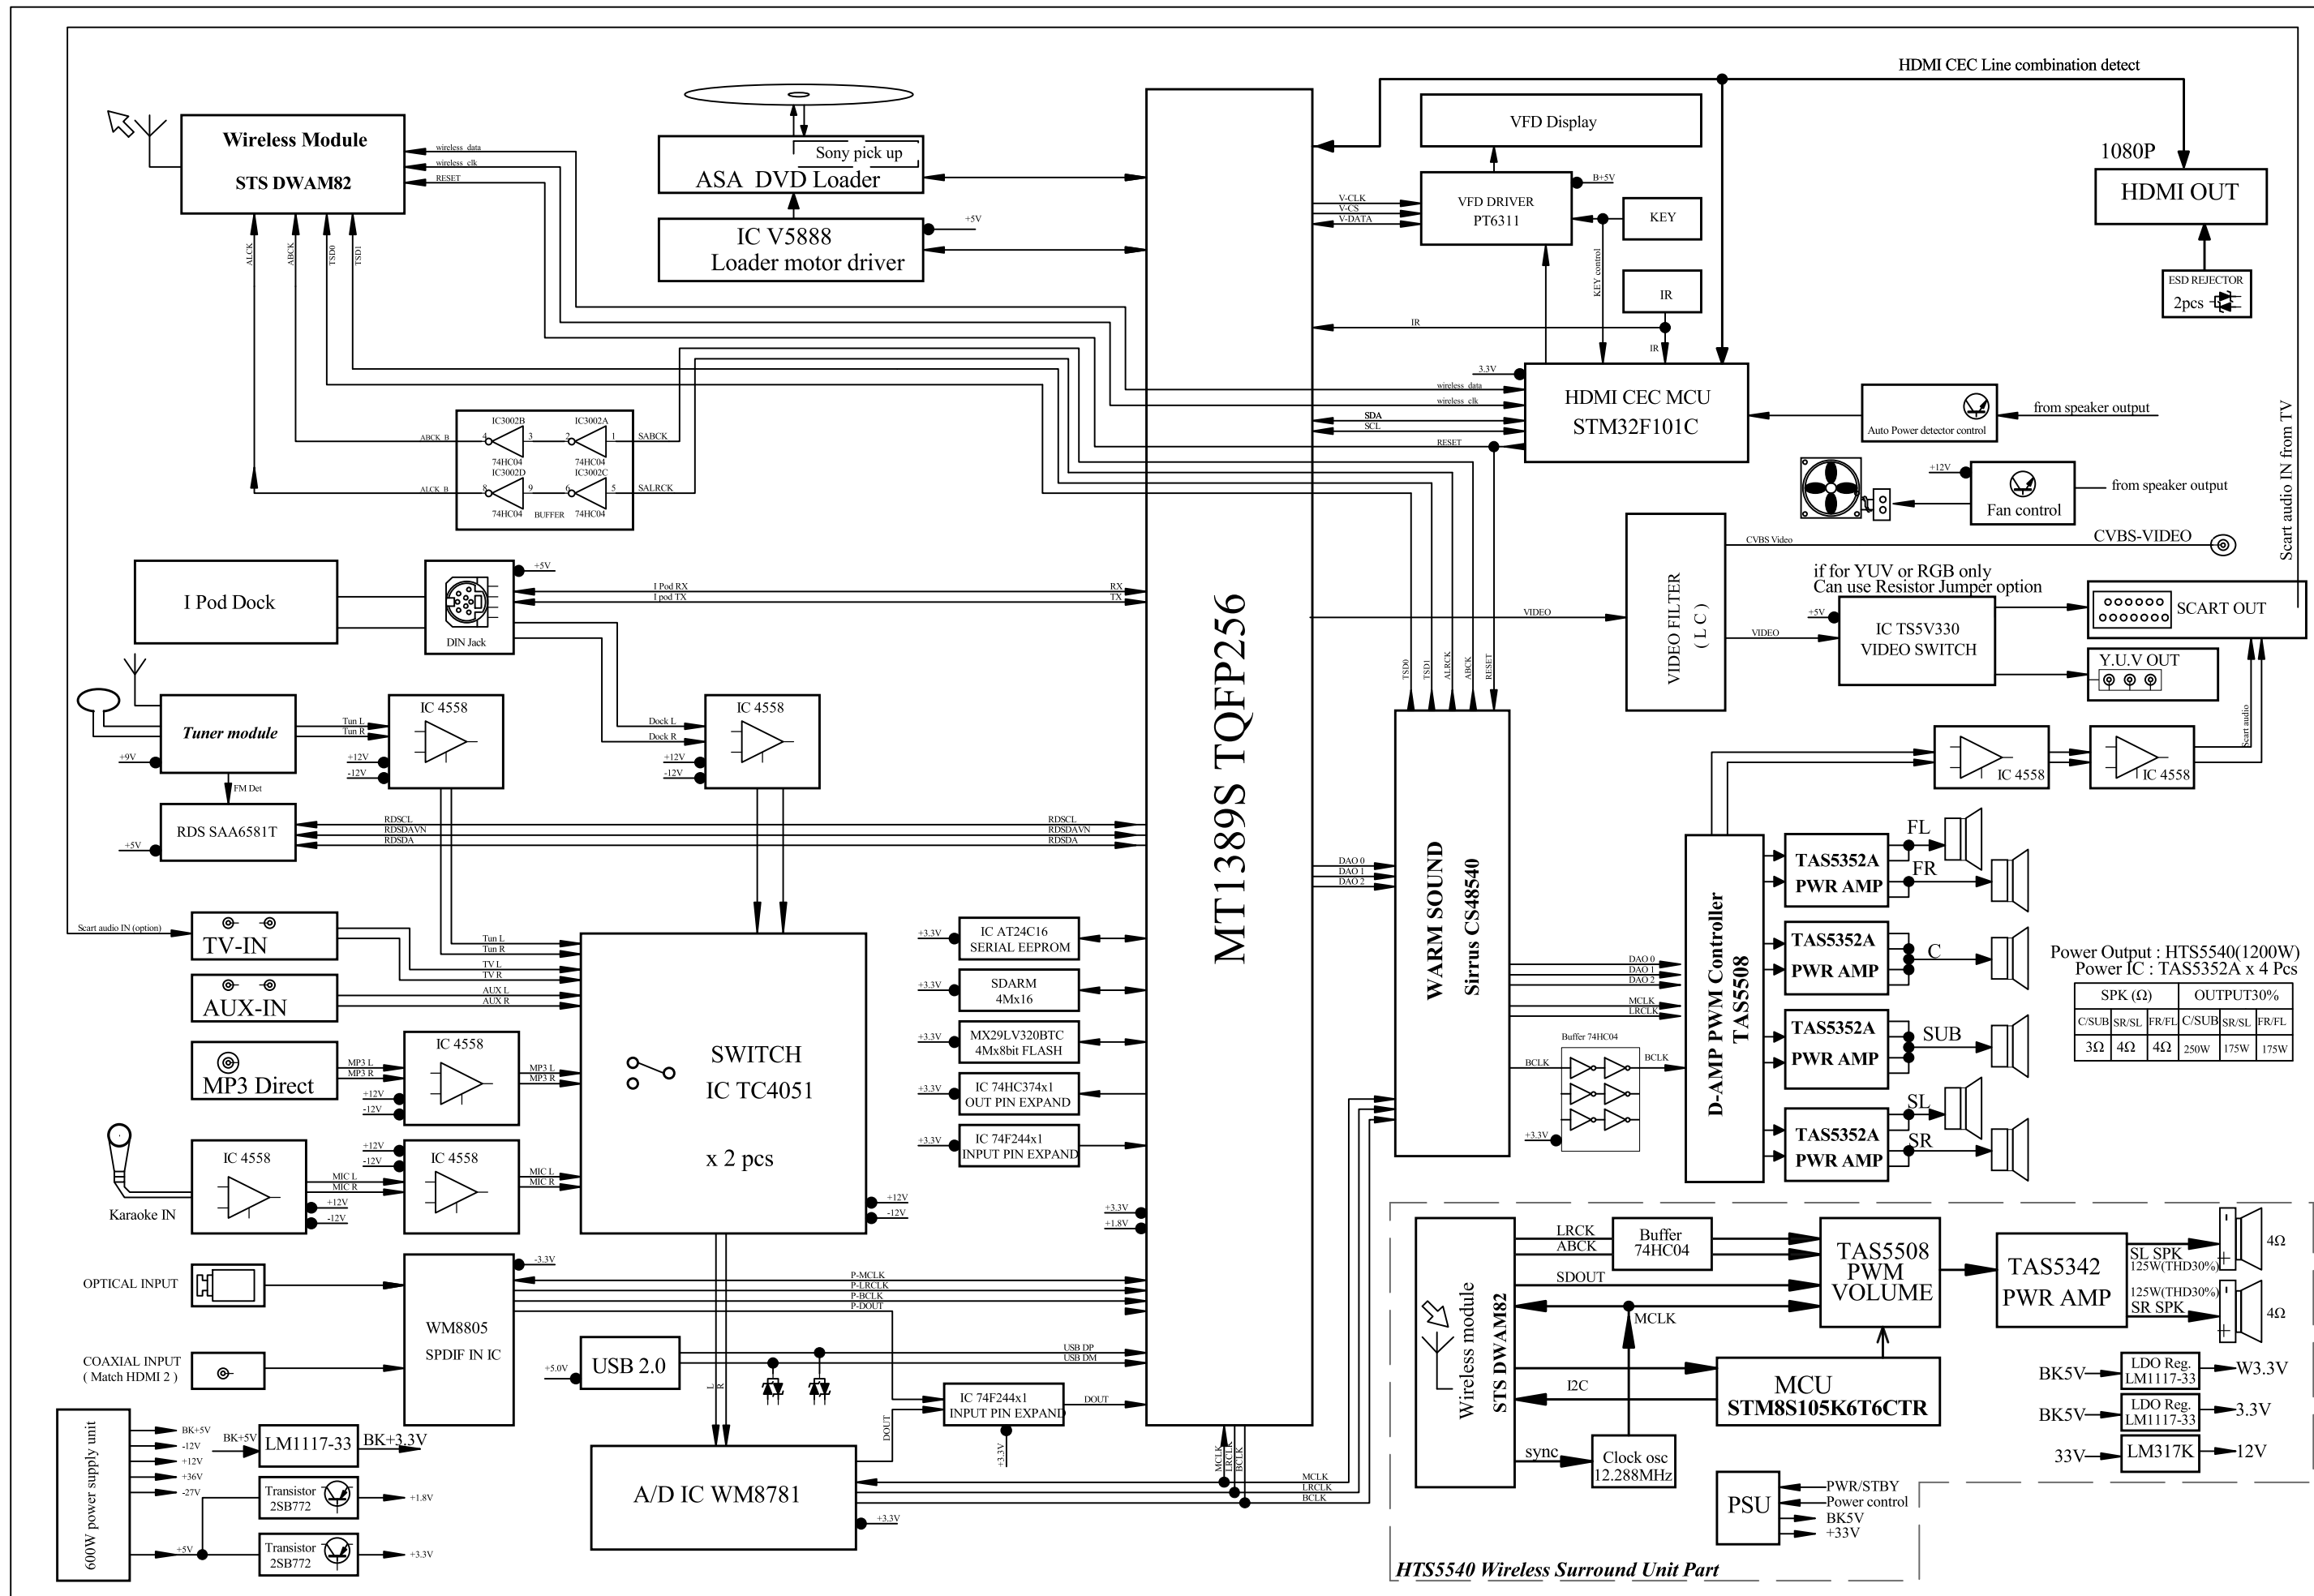 HDMI CEC Line combination detect
Wireless Module
STS DWAM82
wireless_data
wireless_clk
RESET
ALCK
ABCK
TSD0
TSD1
Sony pick up
ASA DVD Loader
IC V5888
Loader motor driver
+5V
MT1389S TQFP256
VFD Display
V-CLK
V-CS
V-DATA
VFD DRIVER
PT6311
B+5V
KEY
KEY control
IR
IR
IR
1080P
HDMI OUT
ESD REJECTOR
2pcs
3.3V
wireless_data
wireless_clk
SDA
SCL
RESET
HDMI CEC MCU
STM32F101C
Auto Power detector control
from speaker output
+12V
Fan control
from speaker output
Scart audio IN from TV
IC3002B
IC3002A
ABCK_B
4
3
2
1
SABCK
74HC04
74HC04
IC3002D
IC3002C
ALCK_B
8
9
6
5
SALRCK
74HC04
BUFFER
74HC04
I Pod Dock
DIN Jack
+5V
I Pod RX
I pod TX
RX
TX
VIDEO
VIDEO FILTER
( L C )
CVBS Video
CVBS-VIDEO
if for YUV or RGB only
Can use Resistor Jumper option
+5V
VIDEO
IC TS5V330
VIDEO SWITCH
SCART OUT
Y.U.V OUT
Scart audio
IC 4558
IC 4558
Tuner module
+9V
Tun L
Tun R
IC 4558
+12V
-12V
Dock L
Dock R
IC 4558
+12V
-12V
FM Det
RDS SAA6581T
+5V
RDSCL
RDSDAVN
RDSDA
RDSCL
RDSDAVN
RDSDA
TSD0
TSD1
ALRCK
ABCK
RESET
DAO 0
DAO 1
DAO 2
WARM SOUND
Sirrus CS48540
DAO 0
DAO 1
DAO 2
MCLK
LRCLK
Buffer 74HC04
BCLK
BCLK
+3.3V
D-AMP PWM Controller
TAS5508
TAS5352A
PWR AMP
FL
FR
TAS5352A
PWR AMP
C
TAS5352A
PWR AMP
SUB
TAS5352A
PWR AMP
SL
SR
Power Output : HTS5540(1200W)
Power IC : TAS5352A x 4 Pcs
SPK (Ω) OUTPUT30%
C/SUB SR/SL FR/FL C/SUB SR/SL FR/FL
3Ω 4Ω 4Ω 250W 175W 175W
Scart audio IN (option)
TV-IN
AUX-IN
MP3 Direct
MP3 L
MP3 R
IC 4558
+12V
-12V
Tun L
Tun R
TV L
TV R
AUX L
AUX R
MP3 L
MP3 R
Karaoke IN
IC 4558
MIC L
MIC R
+12V
-12V
+12V
-12V
IC 4558
MIC L
MIC R
SWITCH
IC TC4051
x 2 pcs
+12V
-12V
+3.3V
IC AT24C16
SERIAL EEPROM
+3.3V
SDARM
4Mx16
+3.3V
MX29LV320BTC
4Mx8bit FLASH
+3.3V
IC 74HC374x1
OUT PIN EXPAND
+3.3V
IC 74F244x1
INPUT PIN EXPAND
+3.3V
+1.8V
OPTICAL INPUT
COAXIAL INPUT
( Match HDMI 2 )
WM8805
SPDIF IN IC
-3.3V
P-MCLK
P-LRCLK
P-BCLK
P-DOUT
+5.0V
USB 2.0
USB DP
USB DM
L
R
DOUT
IC 74F244x1
INPUT PIN EXPAND
DOUT
+3.3V
A/D IC WM8781
+3.3V
MCLK
LRCLK
BCLK
MCLK
LRCLK
BCLK
600W power supply unit
BK+5V
-12V
+12V
+36V
-27V
+5V
BK+5V
LM1117-33
BK+3.3V
Transistor
2SB772
+1.8V
Transistor
2SB772
+3.3V
Wireless module
STS DWAM82
LRCK
ABCK
Buffer
74HC04
SDOUT
MCLK
TAS5508
PWM
VOLUME
TAS5342
PWR AMP
SL SPK
125W(THD30%)
125W(THD30%)
SR SPK
4Ω
4Ω
I2C
MCU
STM8S105K6T6CTR
sync
Clock osc
12.288MHz
BK5V
LDO Reg.
LM1117-33
W3.3V
BK5V
LDO Reg.
LM1117-33
3.3V
33V
LM317K
12V
PSU
PWR/STBY
Power control
BK5V
+33V
HTS5540 Wireless Surround Unit Part